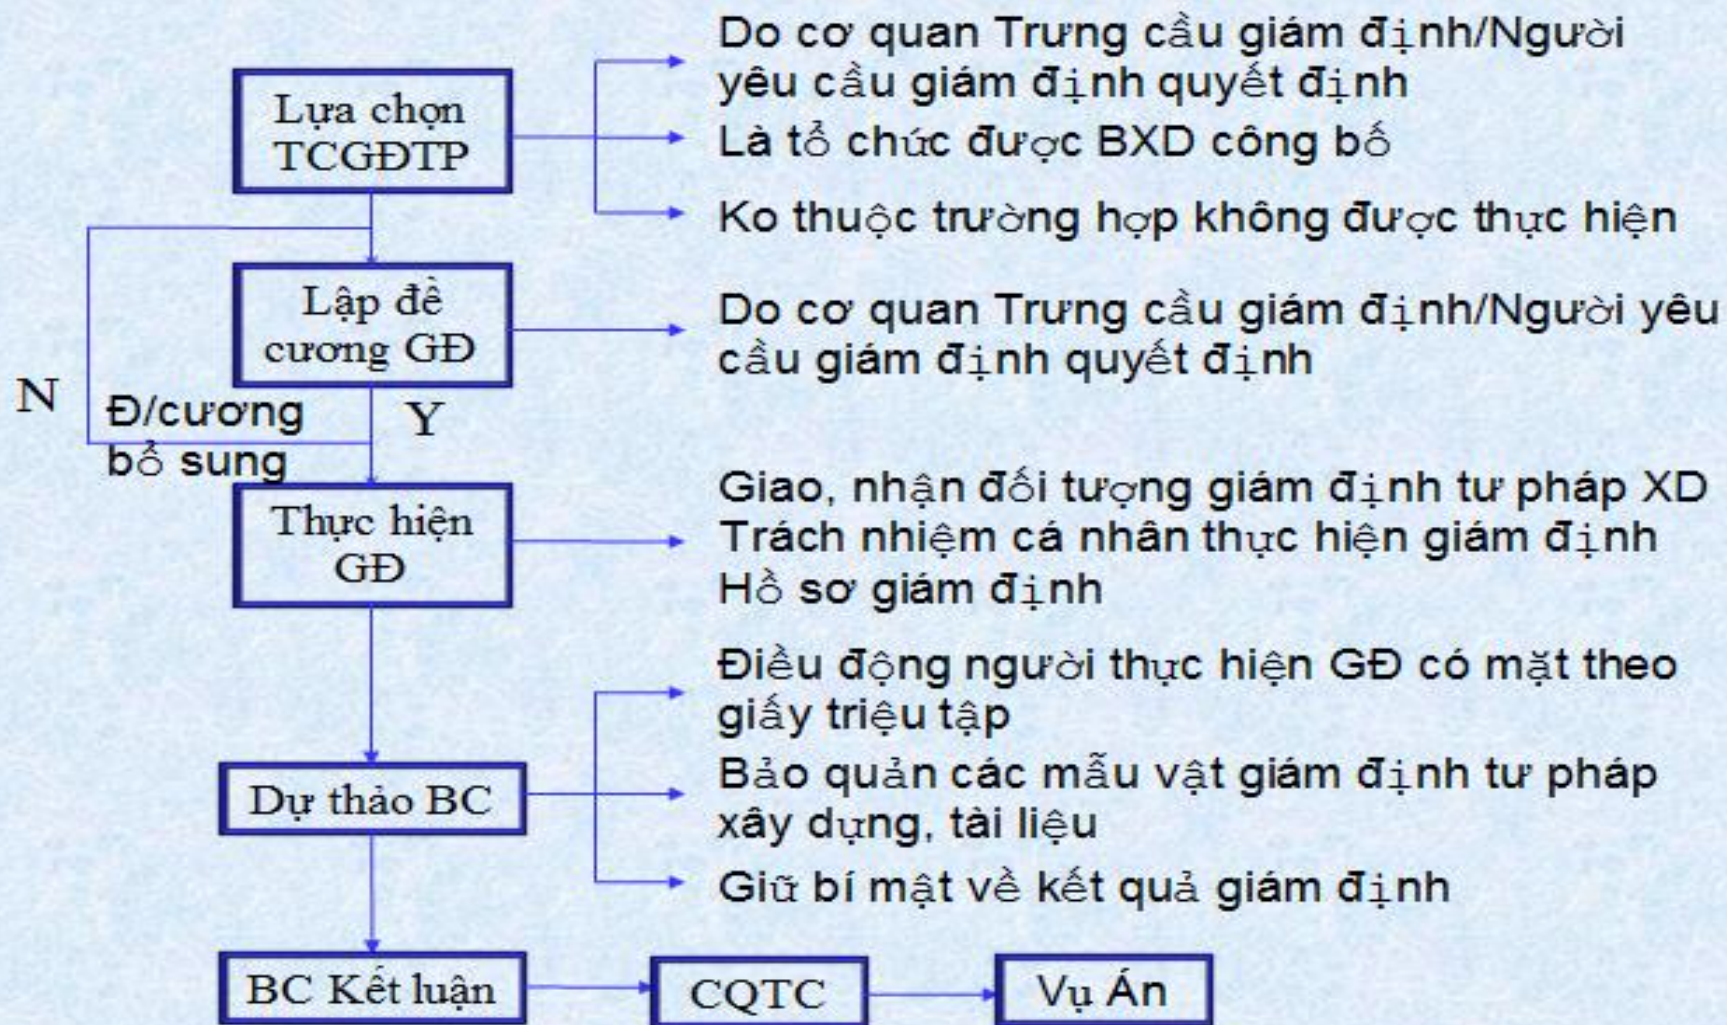 Lựa chọn
TCGĐTP
Do cơ quan Trưng cầu giám định/Người
yêu cầu giám định quyết định
Là tổ chức được BXD công bố
Ko thuộc trường hợp không được thực hiện
Lập đề
cương GĐ
Do cơ quan Trưng cầu giám định/Người yêu
cầu giám định quyết định
N
Đ/cương
bổ sung
Y
Thực hiện
GĐ
Giao, nhận đối tượng giám định tư pháp XD
Trách nhiệm cá nhân thực hiện giám định
Hồ sơ giám định
Dự thảo BC
Điều động người thực hiện GĐ có mặt theo
giấy triệu tập
Bảo quản các mẫu vật giám định tư pháp
xây dựng, tài liệu
Giữ bí mật về kết quả giám định
BC Kết luận
CQTC
Vụ Án